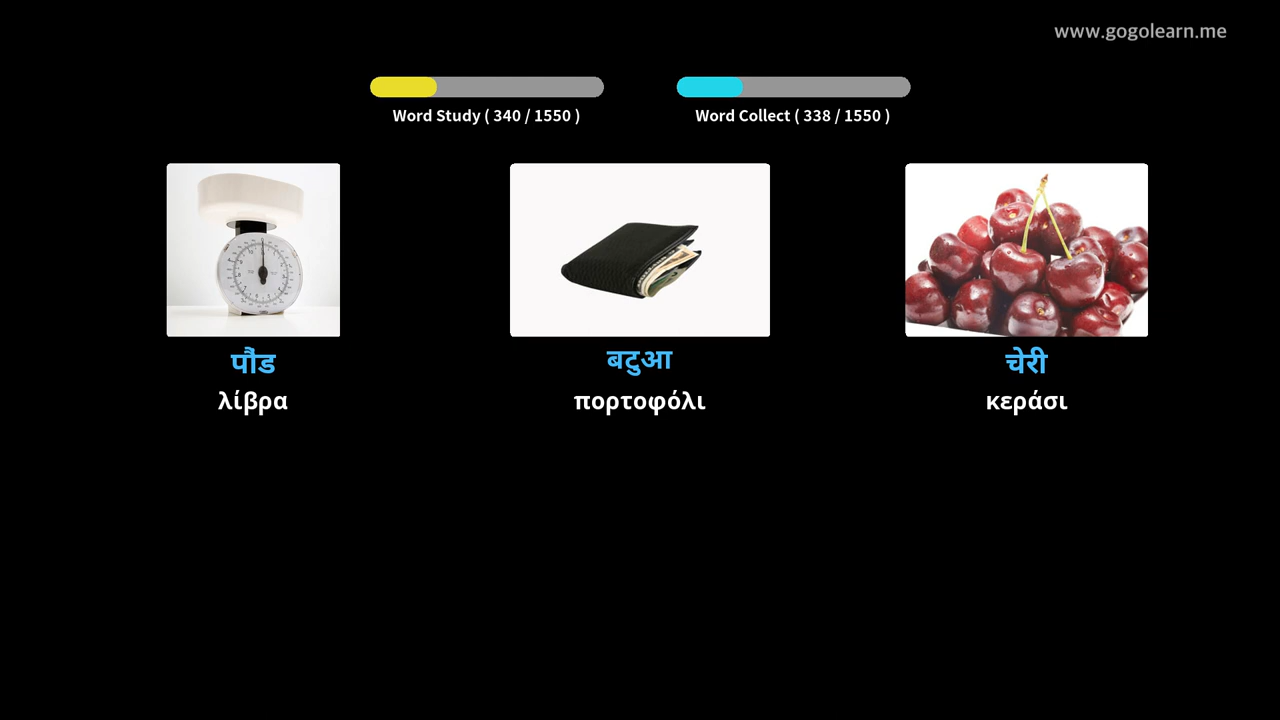 www.gogolearn.me
Word Study ( 340 / 1550 )
Word Collect ( 338 / 1550 )
पौंड
बटुआ
चेरी
λίβρα
πορτοφόλι
κεράσι